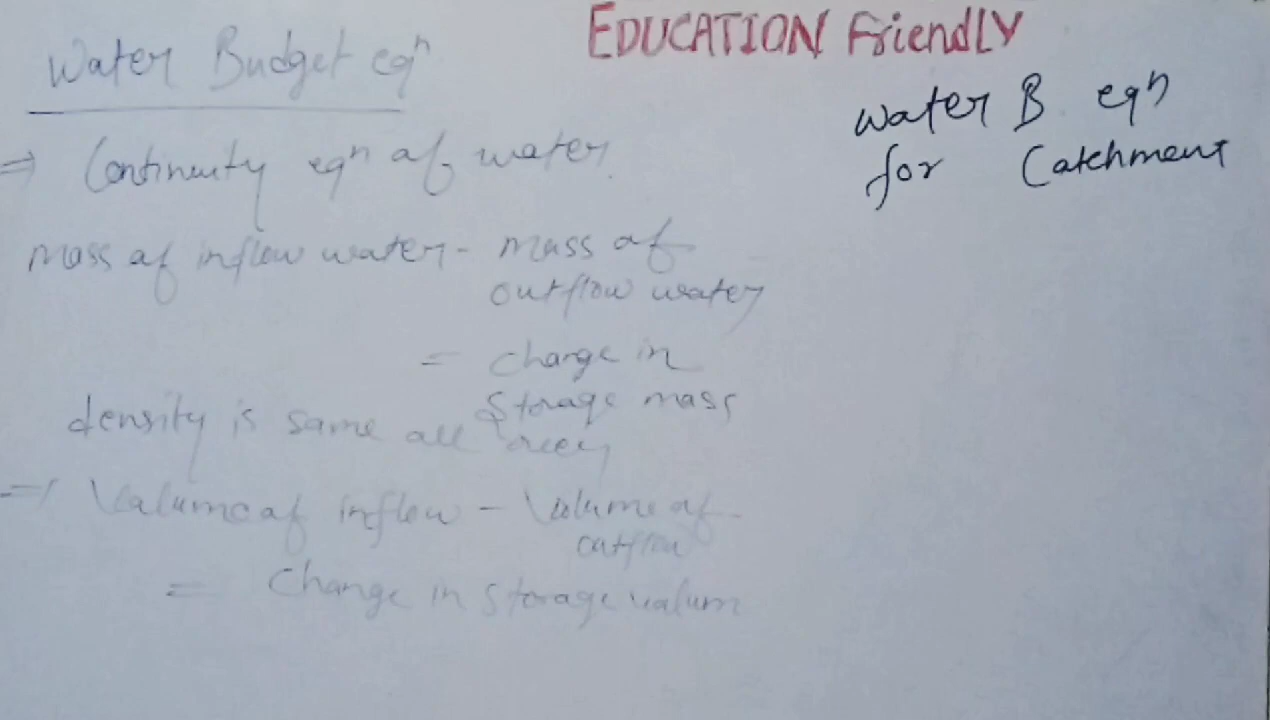 EDUCATION FriendLY
Water Budget eqn
⇒ Continuity eqn of water
mass of inflow water - mass of
outflow water
= change in
Storage mass
density is same all over
⇒ Volume of inflow - Volume of
outflow
= Change in storage volum
water B eqn
for Catchment